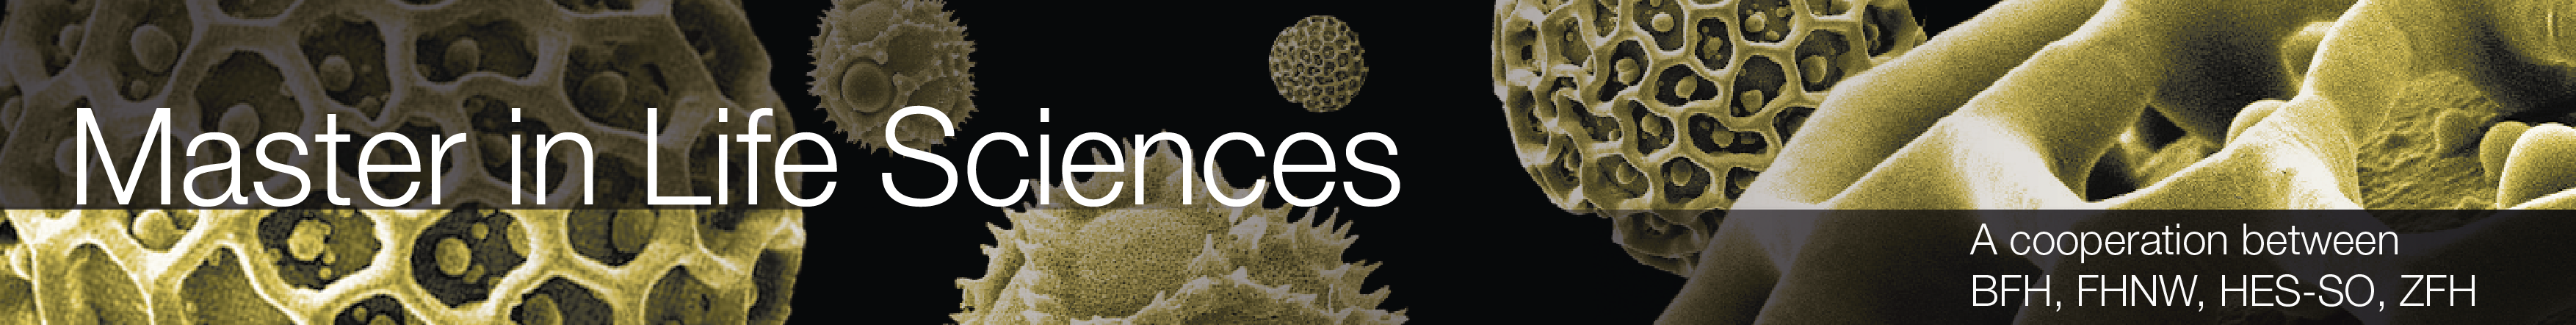 Master in Life Sciences
A cooperation between
BFH, FHNW, HES-SO, ZFH